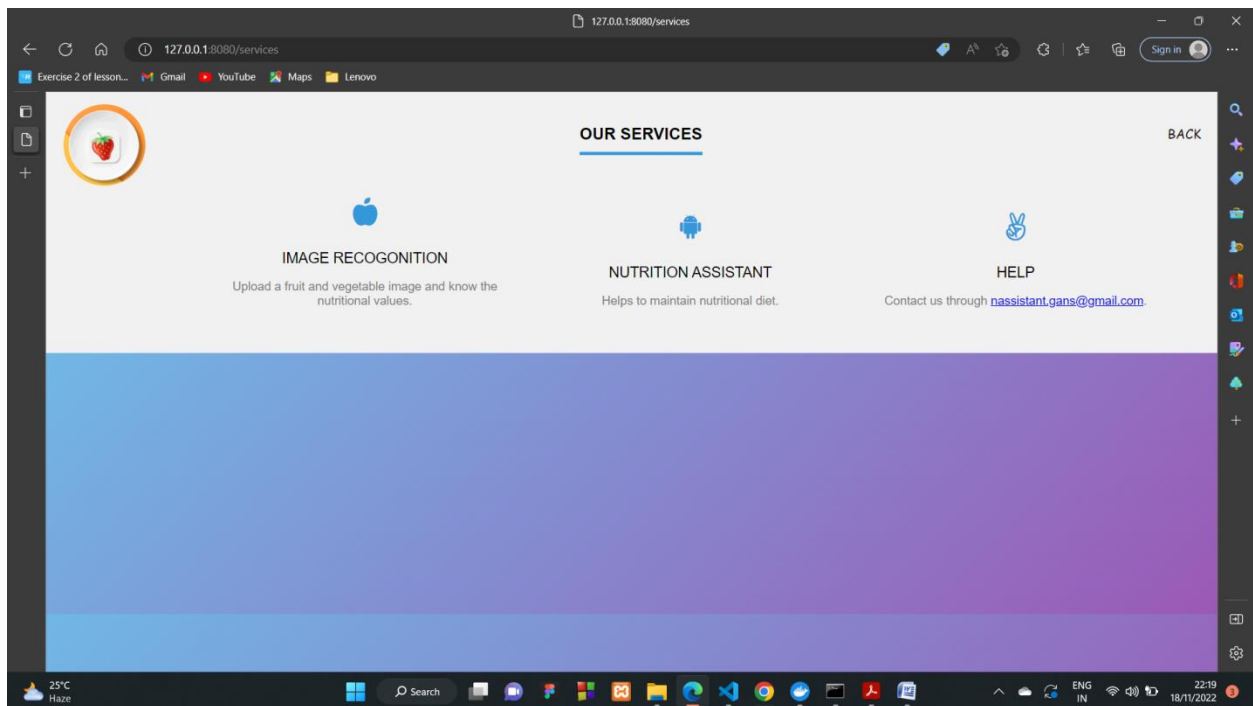 127.0.0.1:8080/services
127.0.0.1:8080/services
Sign in
Exercise 2 of lesson...
Gmail
YouTube
Maps
Lenovo
OUR SERVICES
BACK
IMAGE RECOGONITION
Upload a fruit and vegetable image and know the
nutritional values.
NUTRITION ASSISTANT
Helps to maintain nutritional diet.
HELP
Contact us through nassistant.gans@gmail.com.
25°C
Haze
Search
ENG
IN
22:19
18/11/2022
3